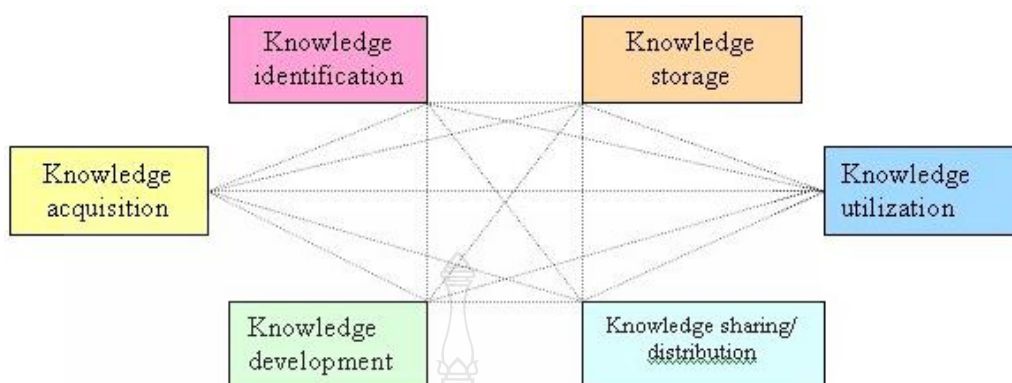 Knowledge
identification
Knowledge
storage
Knowledge
acquisition
Knowledge
utilization
Knowledge
development
Knowledge sharing/
distribution